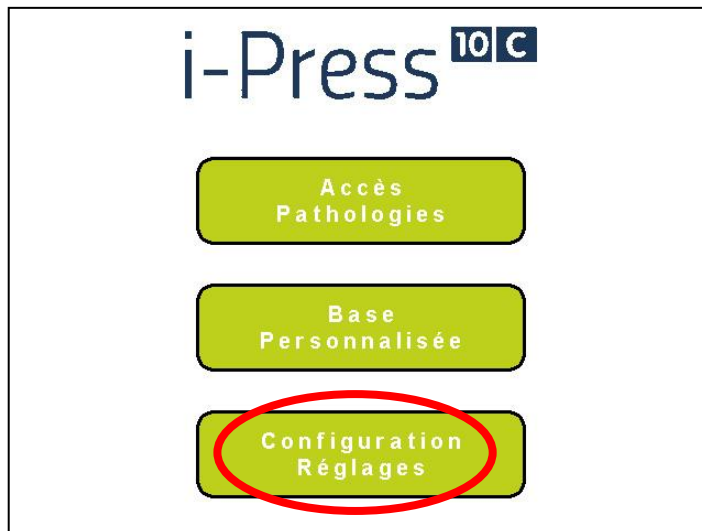 i-Press 10 C
Accès
Pathologies
Base
Personnalisée
Configuration
Réglages